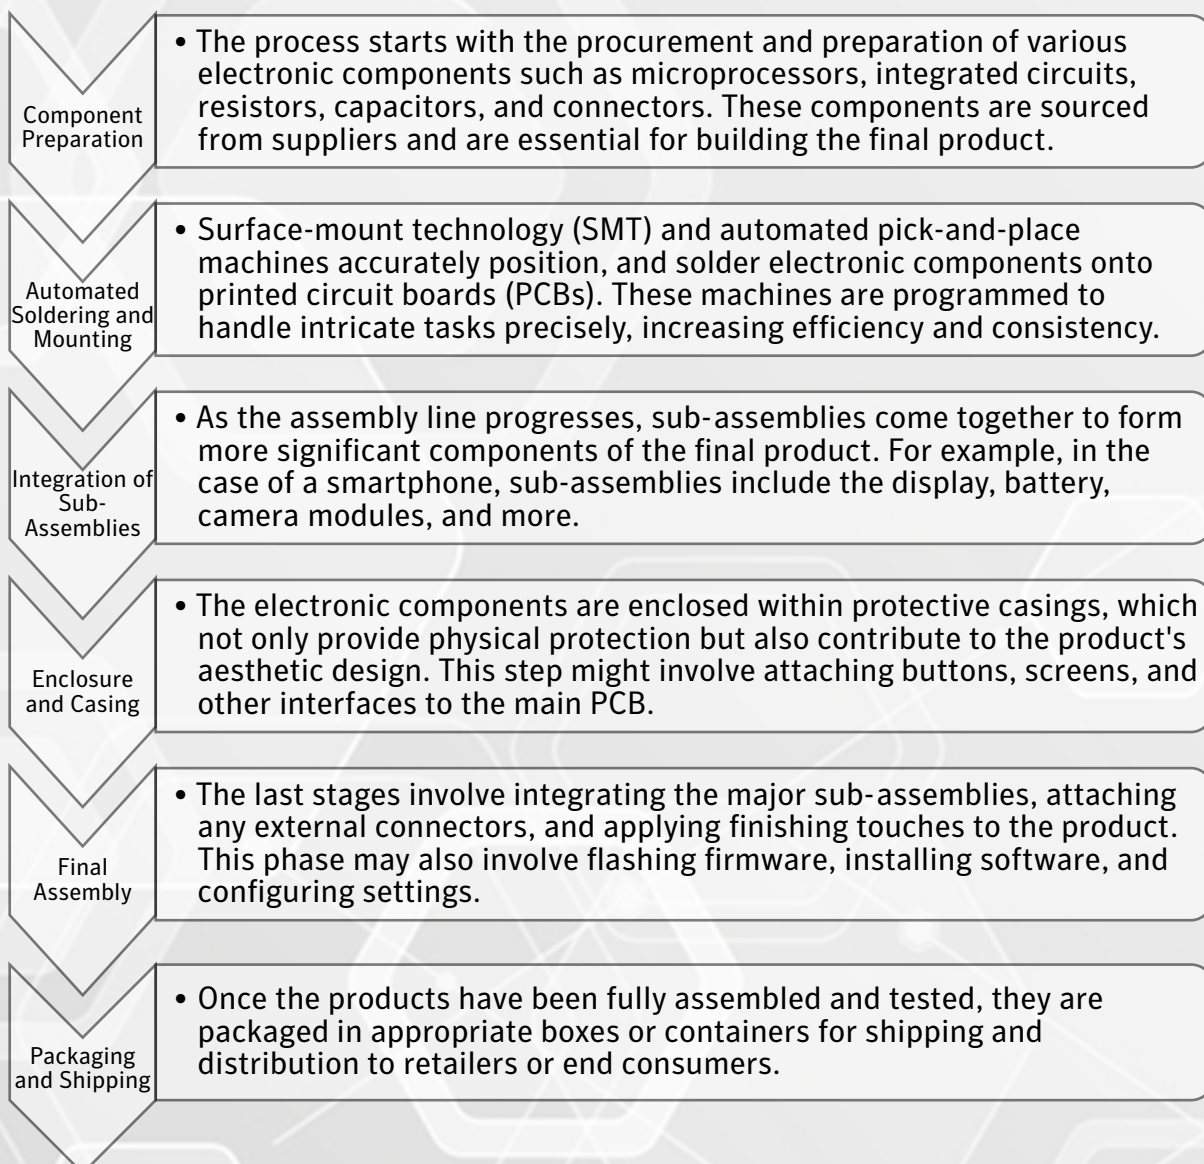 Component
Preparation
• The process starts with the procurement and preparation of various
electronic components such as microprocessors, integrated circuits,
resistors, capacitors, and connectors. These components are sourced
from suppliers and are essential for building the final product.
Automated
Soldering and
Mounting
• Surface-mount technology (SMT) and automated pick-and-place
machines accurately position, and solder electronic components onto
printed circuit boards (PCBs). These machines are programmed to
handle intricate tasks precisely, increasing efficiency and consistency.
Integration of
Sub-
Assemblies
• As the assembly line progresses, sub-assemblies come together to form
more significant components of the final product. For example, in the
case of a smartphone, sub-assemblies include the display, battery,
camera modules, and more.
Enclosure
and Casing
• The electronic components are enclosed within protective casings, which
not only provide physical protection but also contribute to the product's
aesthetic design. This step might involve attaching buttons, screens, and
other interfaces to the main PCB.
Final
Assembly
• The last stages involve integrating the major sub-assemblies, attaching
any external connectors, and applying finishing touches to the product.
This phase may also involve flashing firmware, installing software, and
configuring settings.
Packaging
and Shipping
• Once the products have been fully assembled and tested, they are
packaged in appropriate boxes or containers for shipping and
distribution to retailers or end consumers.